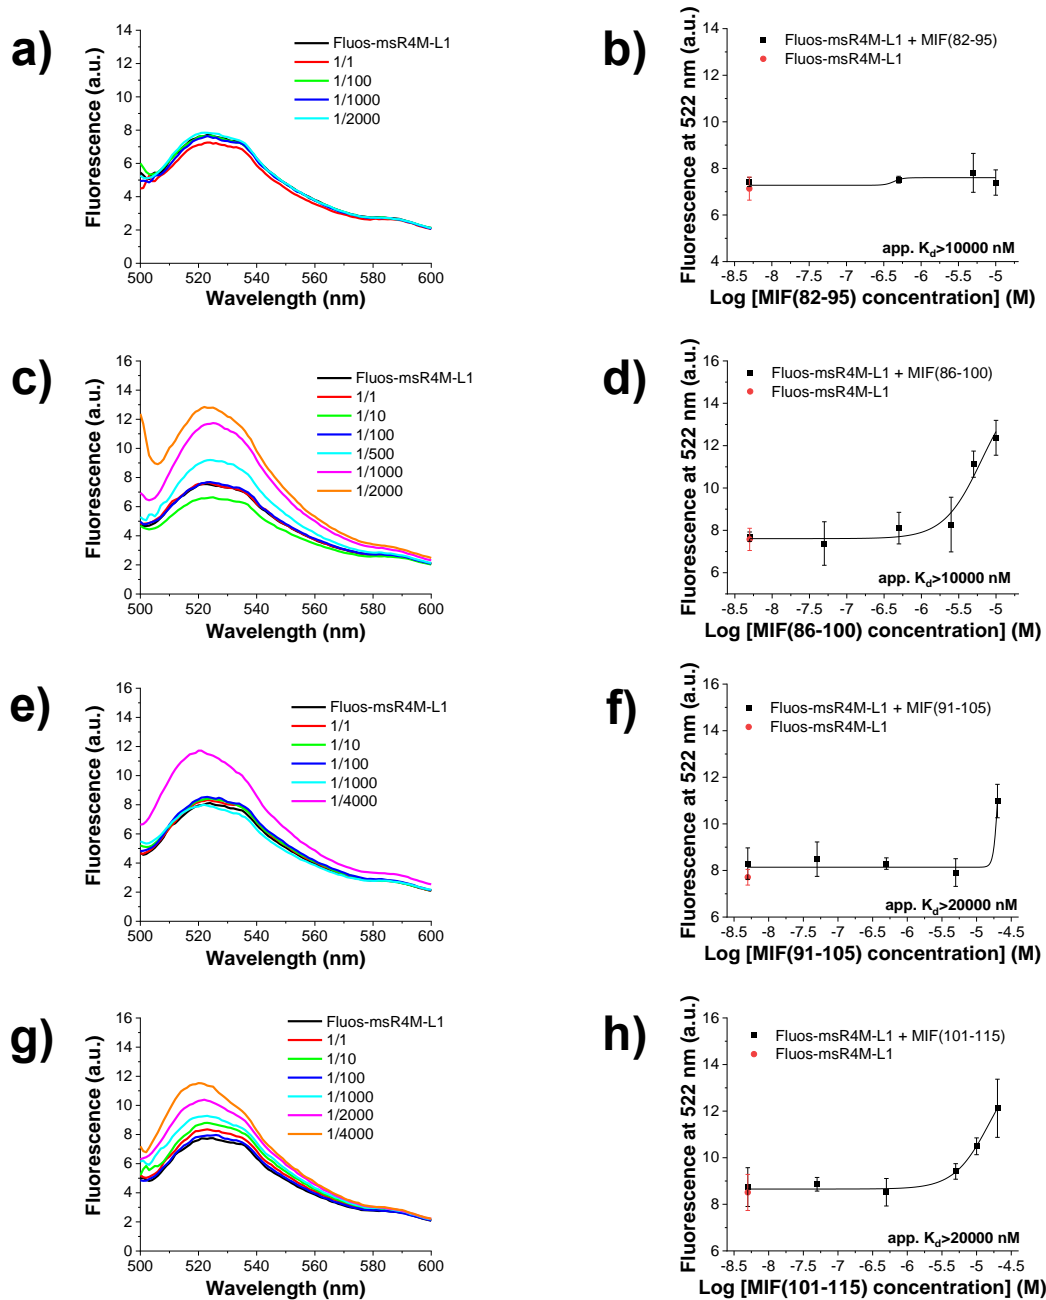 a)
Fluorescence (a.u.)
14
12
10
8
6
4
2
0
500 520 540 560 580 600
Wavelength (nm)
Fluos-msR4M-L1
1/1
1/100
1/1000
1/2000
b)
Fluorescence at 522 nm (a.u.)
14
12
10
8
6
4
-8.5 -8 -7.5 -7 -6.5 -6 -5.5 -5
Log [MIF(82-95) concentration] (M)
Fluos-msR4M-L1 + MIF(82-95)
Fluos-msR4M-L1
app. Kd>10000 nM
c)
Fluorescence (a.u.)
16
14
12
10
8
6
4
2
0
500 520 540 560 580 600
Wavelength (nm)
Fluos-msR4M-L1
1/1
1/10
1/100
1/500
1/1000
1/2000
d)
Fluorescence at 522 nm (a.u.)
16
14
12
10
8
6
-8.5 -8 -7.5 -7 -6.5 -6 -5.5 -5
Log [MIF(86-100) concentration] (M)
Fluos-msR4M-L1 + MIF(86-100)
Fluos-msR4M-L1
app. Kd>10000 nM
e)
Fluorescence (a.u.)
16
14
12
10
8
6
4
2
0
500 520 540 560 580 600
Wavelength (nm)
Fluos-msR4M-L1
1/1
1/10
1/100
1/1000
1/4000
f)
Fluorescence at 522 nm (a.u.)
16
14
12
10
8
6
-8.5 -8 -7.5 -7 -6.5 -6 -5.5 -5 -4.5
Log [MIF(91-105) concentration] (M)
Fluos-msR4M-L1 + MIF(91-105)
Fluos-msR4M-L1
app. Kd>20000 nM
g)
Fluorescence (a.u.)
16
14
12
10
8
6
4
2
0
500 520 540 560 580 600
Wavelength (nm)
Fluos-msR4M-L1
1/1
1/10
1/100
1/1000
1/2000
1/4000
h)
Fluorescence at 522 nm (a.u.)
16
14
12
10
8
6
-8.5 -8 -7.5 -7 -6.5 -6 -5.5 -5 -4.5
Log [MIF(101-115) concentration] (M)
Fluos-msR4M-L1 + MIF(101-115)
Fluos-msR4M-L1
app. Kd>20000 nM